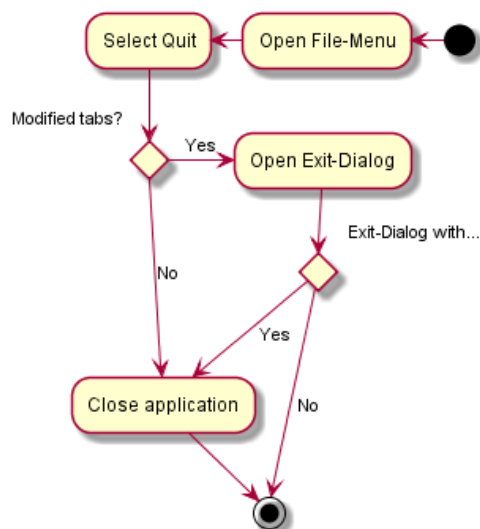 Select Quit
Open File-Menu
Modified tabs?
Yes
Open Exit-Dialog
Exit-Dialog with...
No
Yes
Close application
No